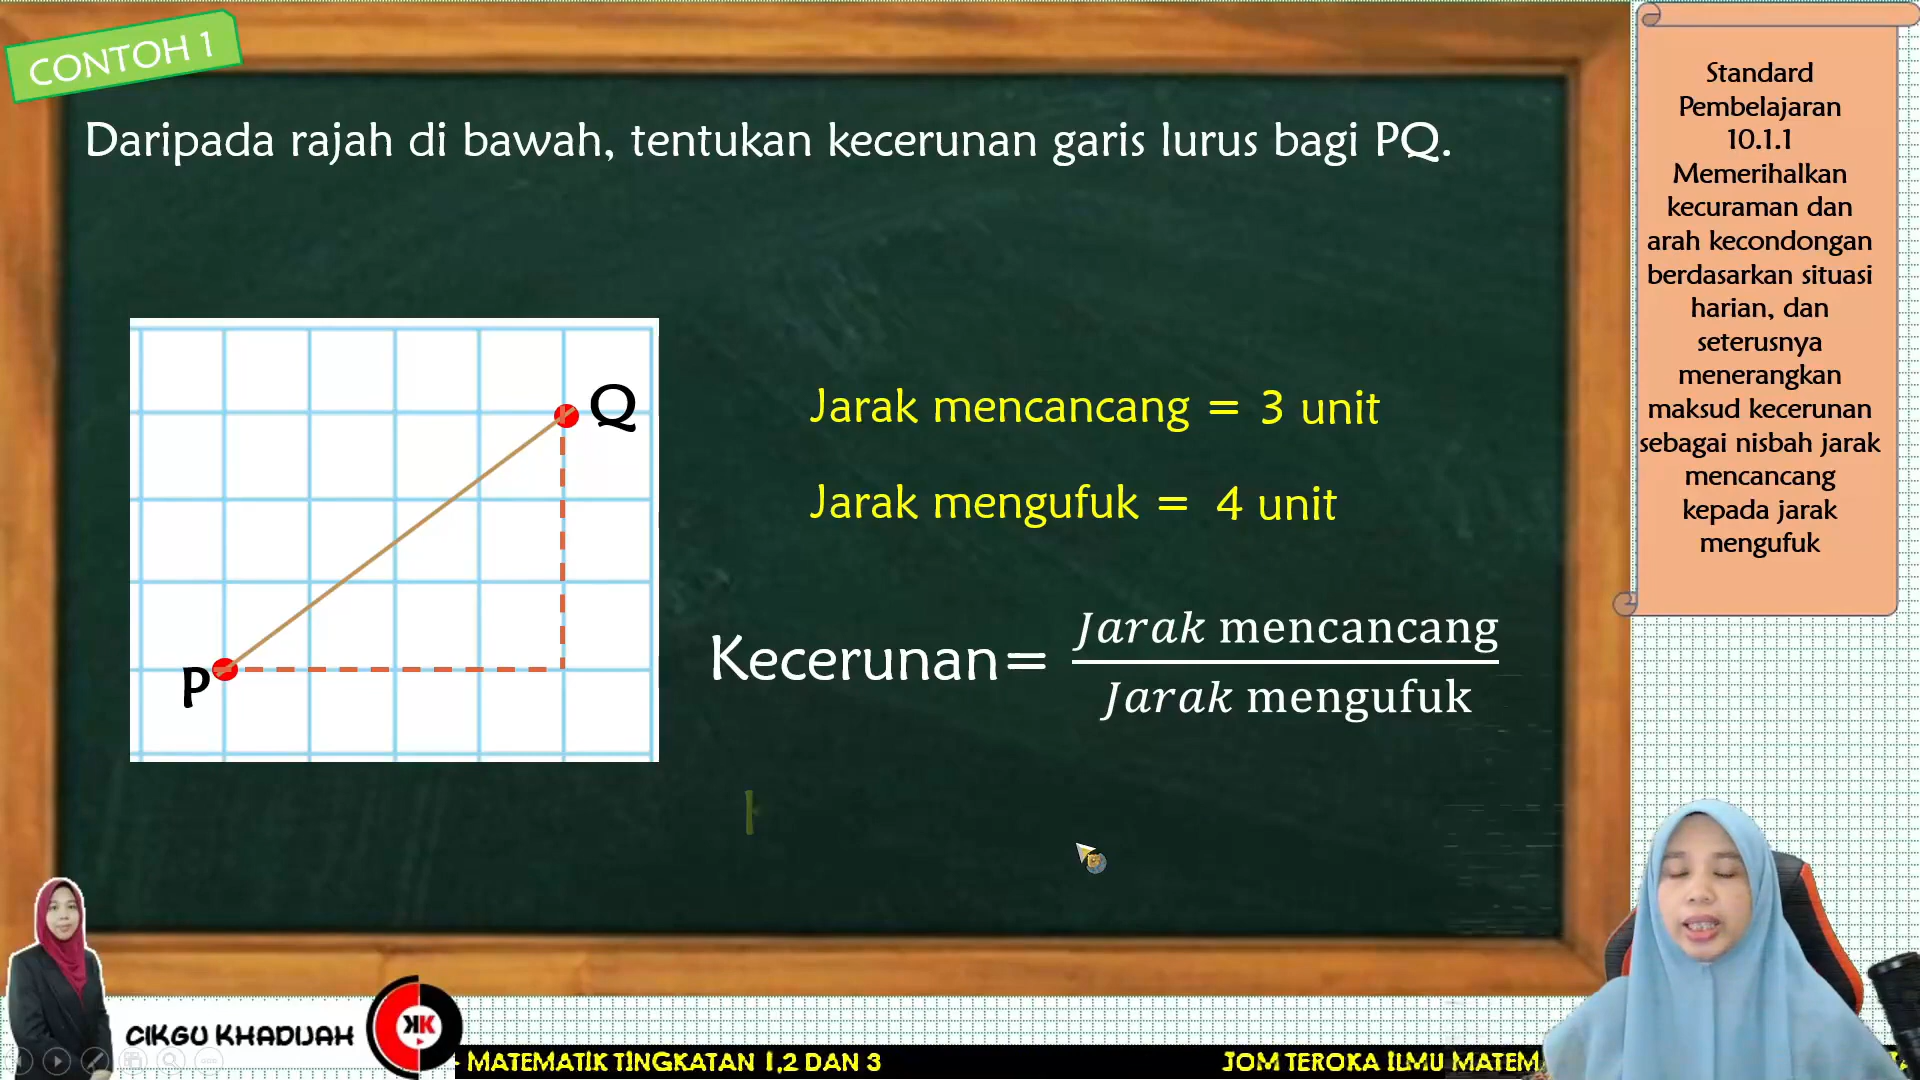 CONTOH 1
Daripada rajah di bawah, tentukan kecerunan garis lurus bagi PQ.
Q
P
Jarak mencancang = 3 unit
Jarak mengufuk = 4 unit
Kecerunan= Jarak mencancang
Jarak mengufuk
Standard
Pembelajaran
10.1.1
Memerihalkan
kecuraman dan
arah kecondongan
berdasarkan situasi
harian, dan
seterusnya
menerangkan
maksud kecerunan
sebagai nisbah jarak
mencancang
kepada jarak
mengufuk
CIKGU KHADIJAH
KK
- MATEMATIK TINGKATAN 1,2 DAN 3
JOM TEROKA ILMU MATEM